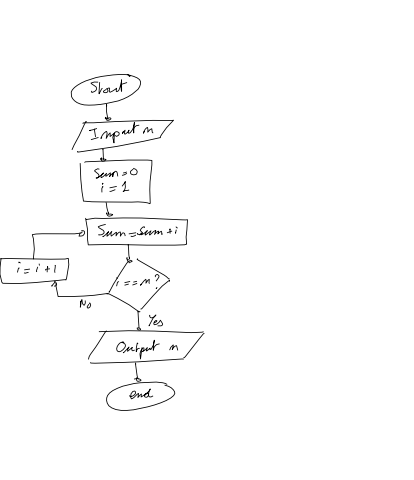 Start
Input n
Sum=0
i=1
Sum=sum+i
i=i+1
i==n?
No
Yes
Output n
end